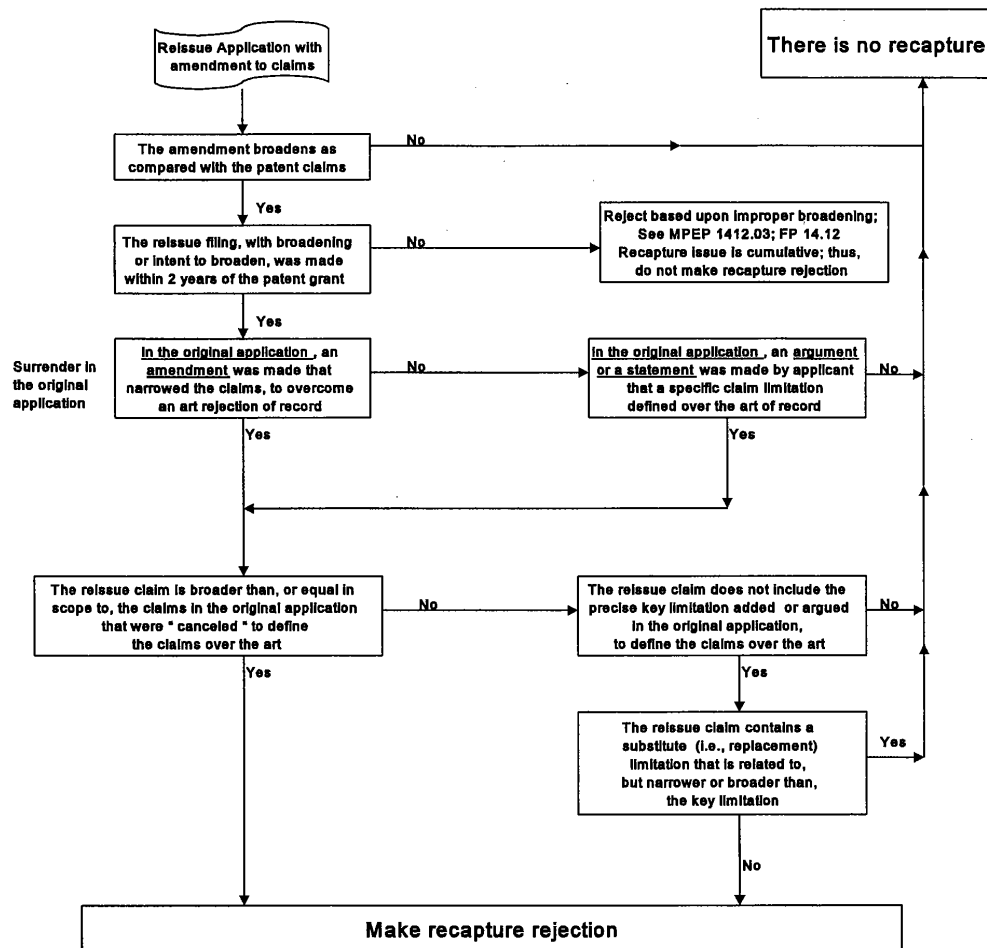 Reissue Application with
amendment to claims
There is no recapture
The amendment broadens as
compared with the patent claims
No
Yes
The reissue filing, with broadening
or intent to broaden, was made
within 2 years of the patent grant
No
Reject based upon improper broadening;
See MPEP 1412.03; FP 14.12
Recapture issue is cumulative; thus,
do not make recapture rejection
Yes
Surrender in
the original
application
In the original application , an
amendment was made that
narrowed the claims, to overcome
an art rejection of record
No
In the original application , an argument
or a statement was made by applicant
that a specific claim limitation
defined over the art of record
No
Yes
Yes
The reissue claim is broader than, or equal in
scope to, the claims in the original application
that were " canceled " to define
the claims over the art
No
The reissue claim does not include the
precise key limitation added or argued
in the original application,
to define the claims over the art
No
Yes
Yes
The reissue claim contains a
substitute (i.e., replacement)
limitation that is related to,
but narrower or broader than,
the key limitation
Yes
No
Make recapture rejection